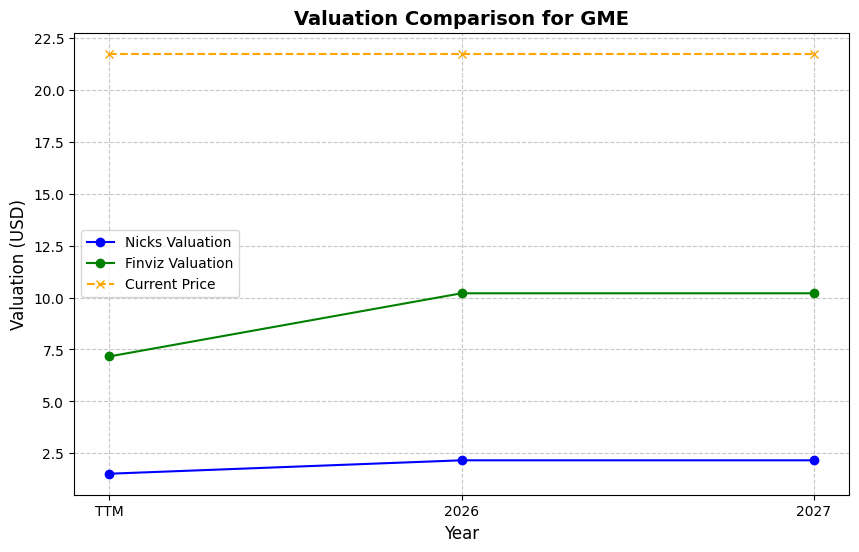 Valuation Comparison for GME
Valuation (USD)
22.5
20.0
17.5
15.0
12.5
10.0
7.5
5.0
2.5
Nicks Valuation
Finviz Valuation
Current Price
TTM
2026
2027
Year